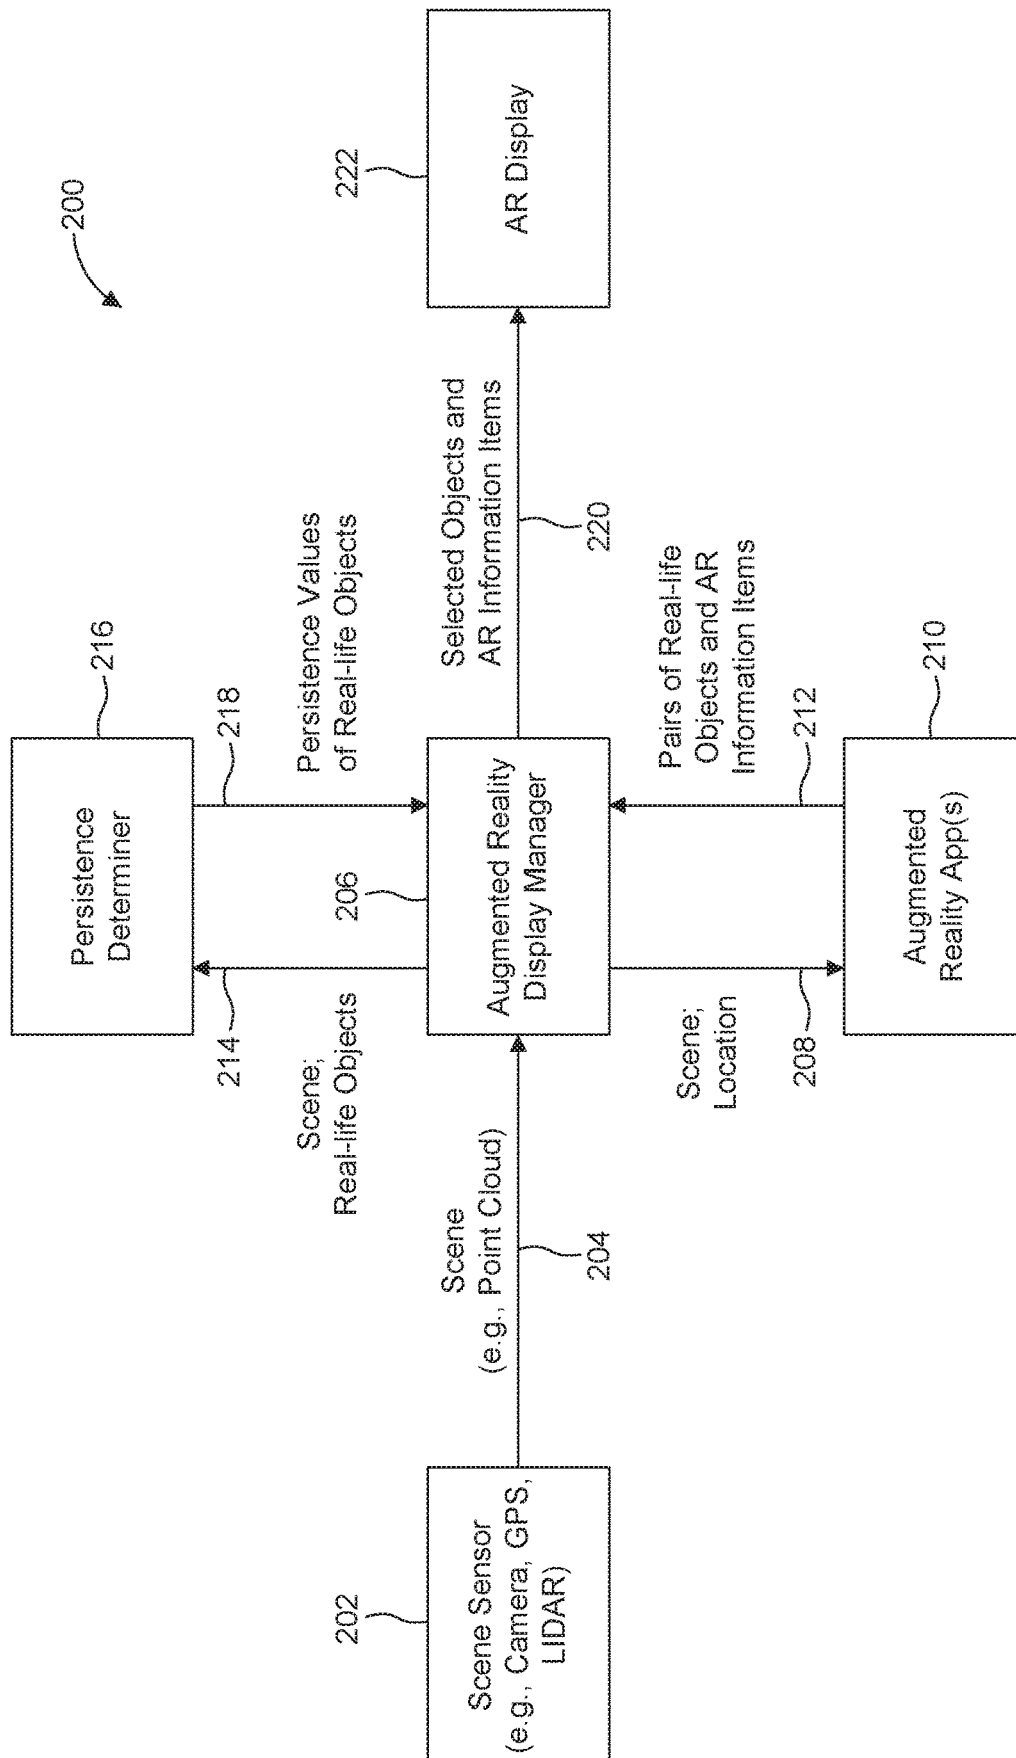 200
202
Scene Sensor
(e.g., Camera, GPS,
LIDAR)
Scene
(e.g., Point Cloud)
204
216
Persistence
Determiner
214
Scene;
Real-life Objects
218
Persistence Values
of Real-life Objects
206
Augmented Reality
Display Manager
Scene;
Location
208
Pairs of Real-life
Objects and AR
Information Items
212
210
Augmented
Reality App(s)
Selected Objects and
AR Information Items
220
222
AR Display